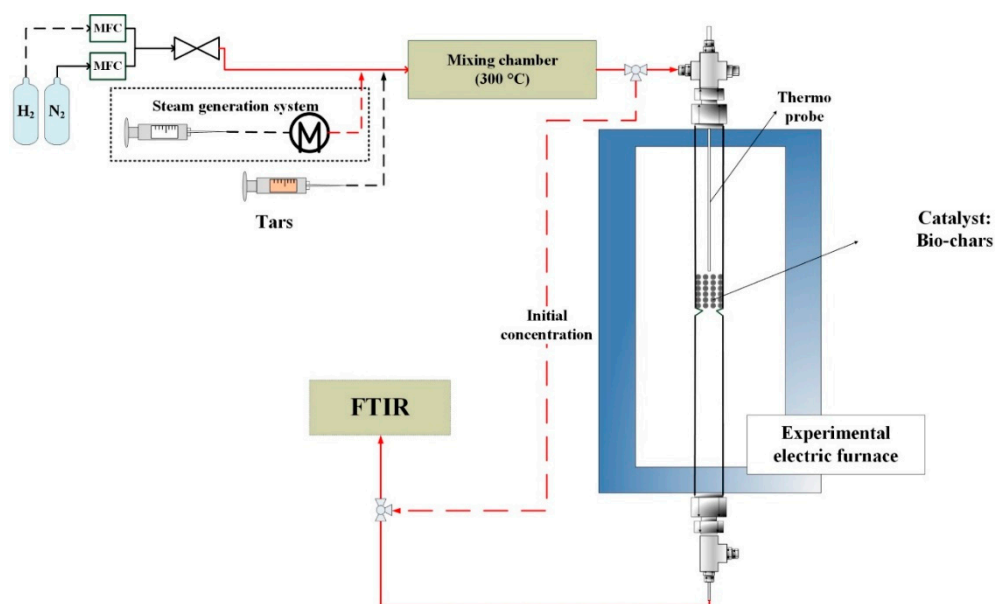 MFC
MFC
H₂
N₂
Steam generation system
M
Tars
Mixing chamber
(300 °C)
Thermo
probe
Catalyst:
Bio-chars
Initial
concentration
FTIR
Experimental
electric furnace